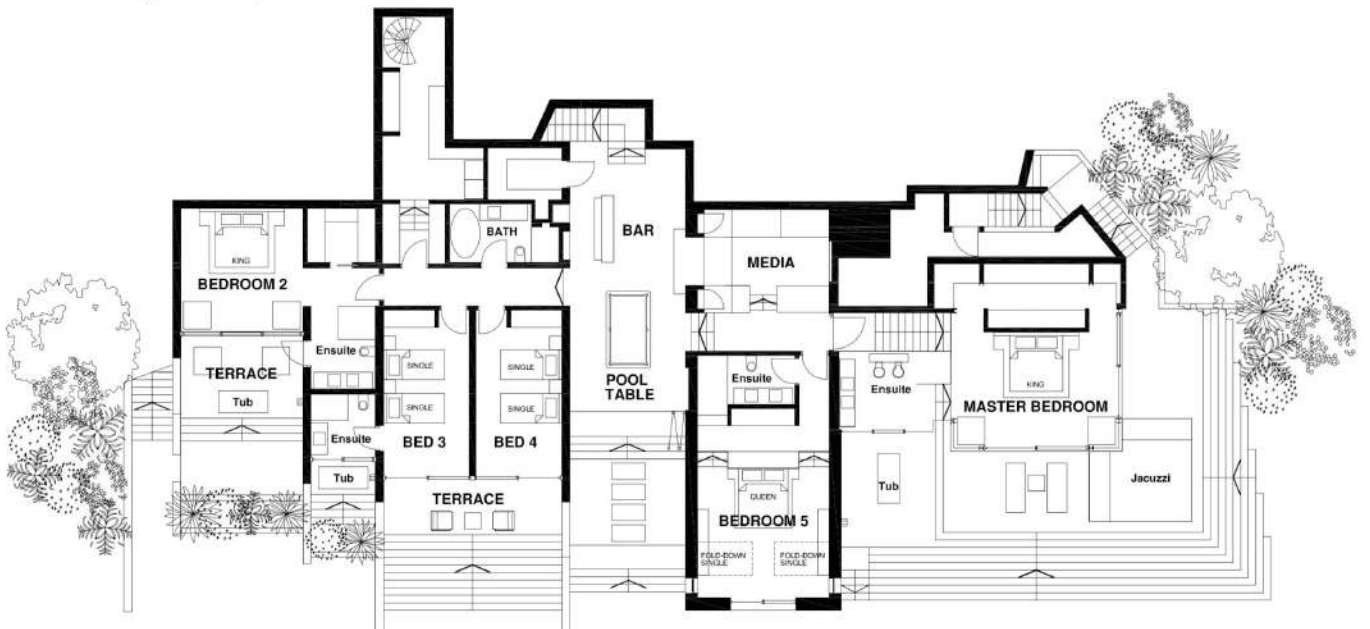 BATH
BAR
KING
BEDROOM 2
MEDIA
Ensuite
TERRACE
Tub
SINGLE
SINGLE
SINGLE
SINGLE
POOL
TABLE
Ensuite
Ensuite
KING
MASTER BEDROOM
Ensuite
BED 3
BED 4
Tub
TERRACE
QUEEN
BEDROOM 5
Tub
Jacuzzi
FOLD-DOWN
SINGLE
FOLD-DOWN
SINGLE